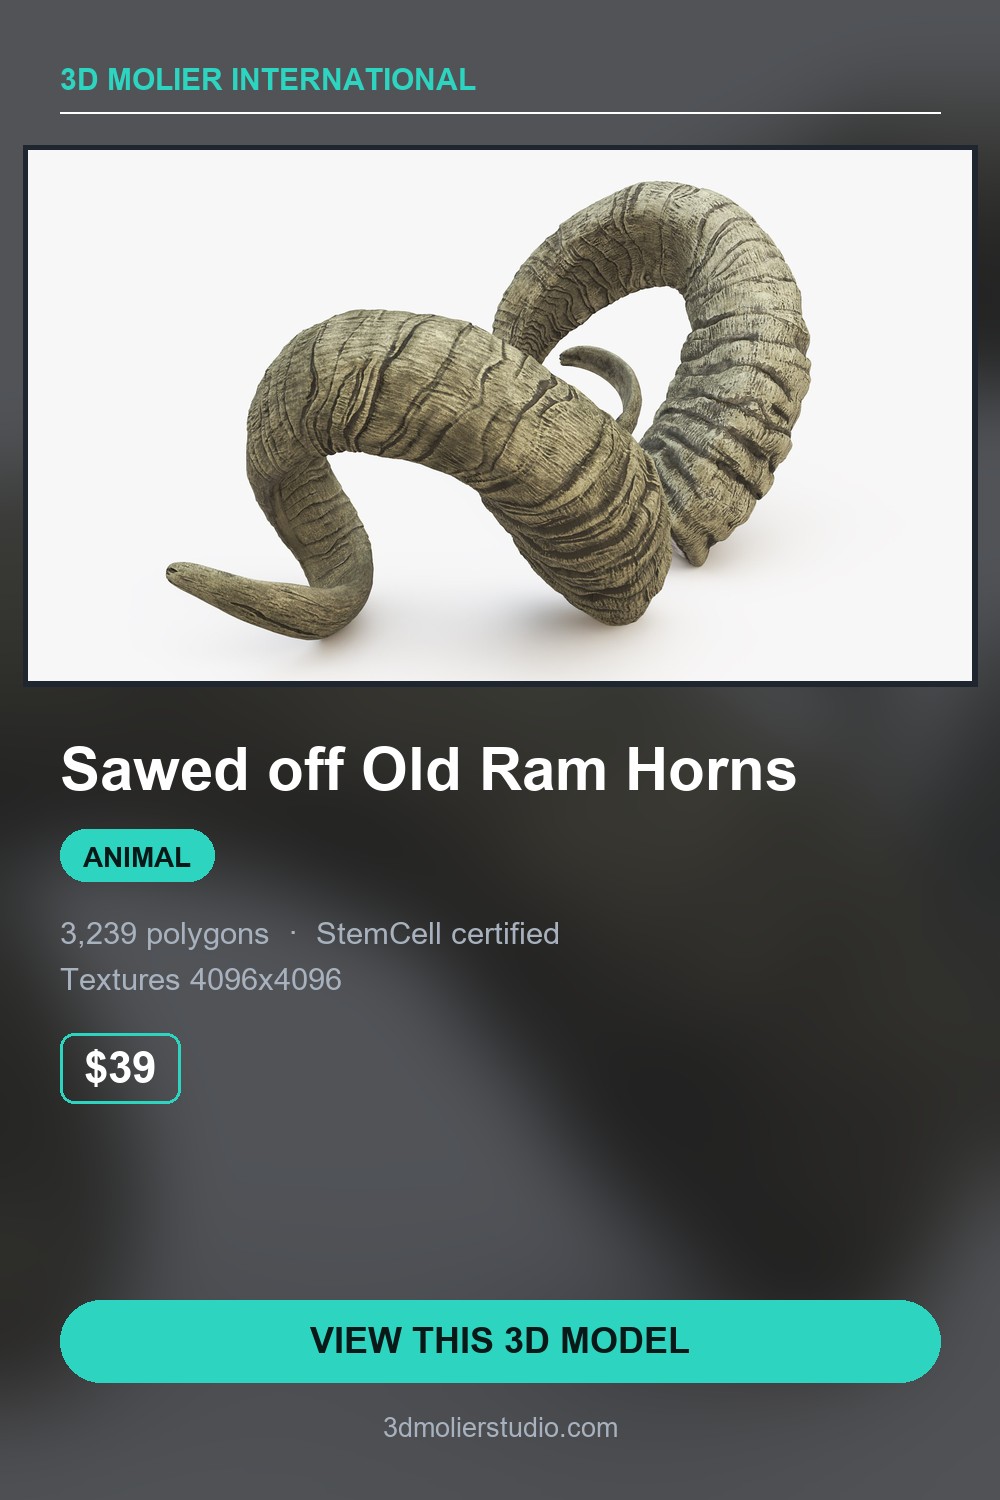 3D MOLIER INTERNATIONAL
Sawed off Old Ram Horns
ANIMAL
3,239 polygons · StemCell certified
Textures 4096x4096
$39
VIEW THIS 3D MODEL
3dmolierstudio.com